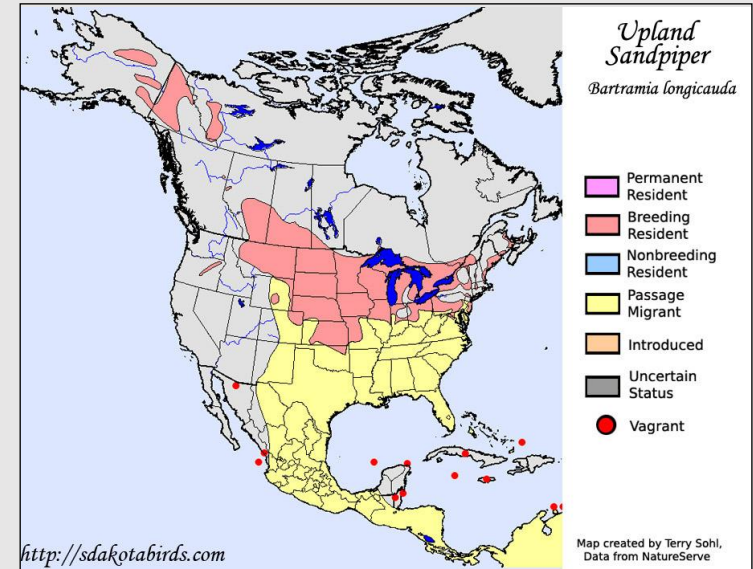 Upland
Sandpiper
Bartramia longicauda
Permanent
Resident
Breeding
Resident
Nonbreeding
Resident
Passage
Migrant
Introduced
Uncertain
Status
Vagrant
http://sdakotabirds.com
Map created by Terry Sohl,
Data from NatureServe